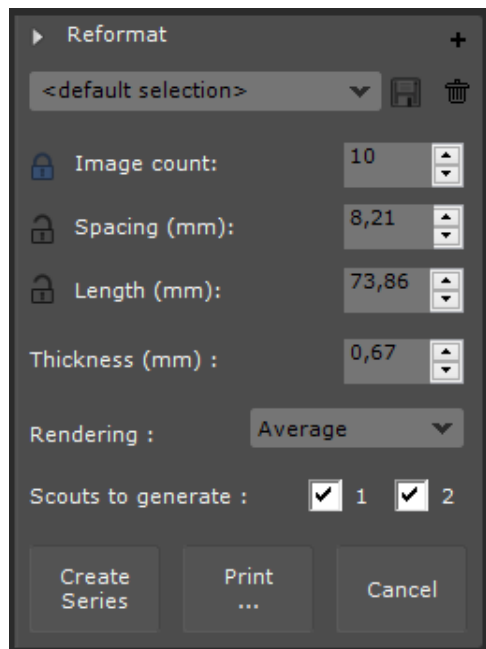 Reformat
<default selection>
Image count: 10
Spacing (mm): 8,21
Length (mm): 73,86
Thickness (mm) : 0,67
Rendering : Average
Scouts to generate : 1 2
Create Series
Print ...
Cancel